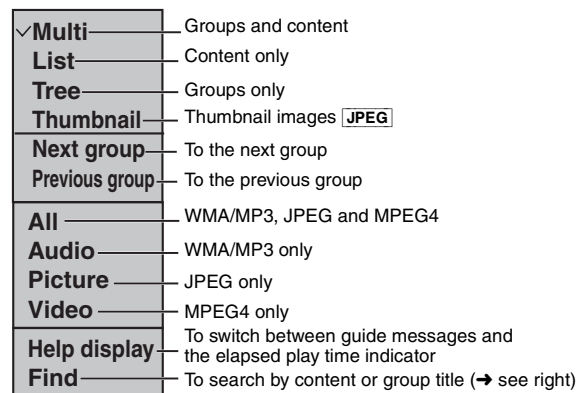 ✓Multi Groups and content
List Content only
Tree Groups only
Thumbnail Thumbnail images JPEG
Next group To the next group
Previous group To the previous group
All WMA/MP3, JPEG and MPEG4
Audio WMA/MP3 only
Picture JPEG only
Video MPEG4 only
Help display To switch between guide messages and
the elapsed play time indicator
Find To search by content or group title (➜ see right)